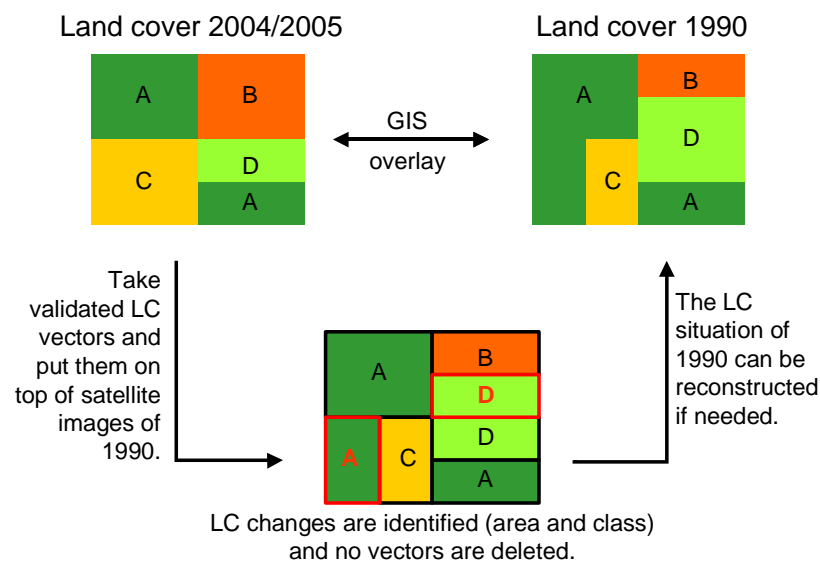 Land cover 2004/2005
A
B
C
D
A
GIS
overlay
Land cover 1990
A
B
D
C
A
Take
validated LC
vectors and
put them on
top of satellite
images of
1990.
A
B
D
D
A
C
A
LC changes are identified (area and class)
and no vectors are deleted.
The LC
situation of
1990 can be
reconstructed
if needed.